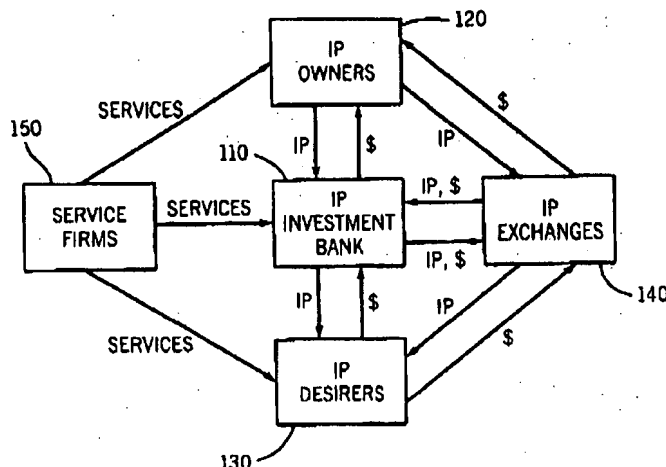 120
IP
OWNERS
$
SERVICES
150
IP
$
IP
110
SERVICE
FIRMS
SERVICES
IP
INVESTMENT
BANK
IP, $
IP, $
IP
EXCHANGES
140
IP
$
IP
$
SERVICES
IP
DESIRERS
130